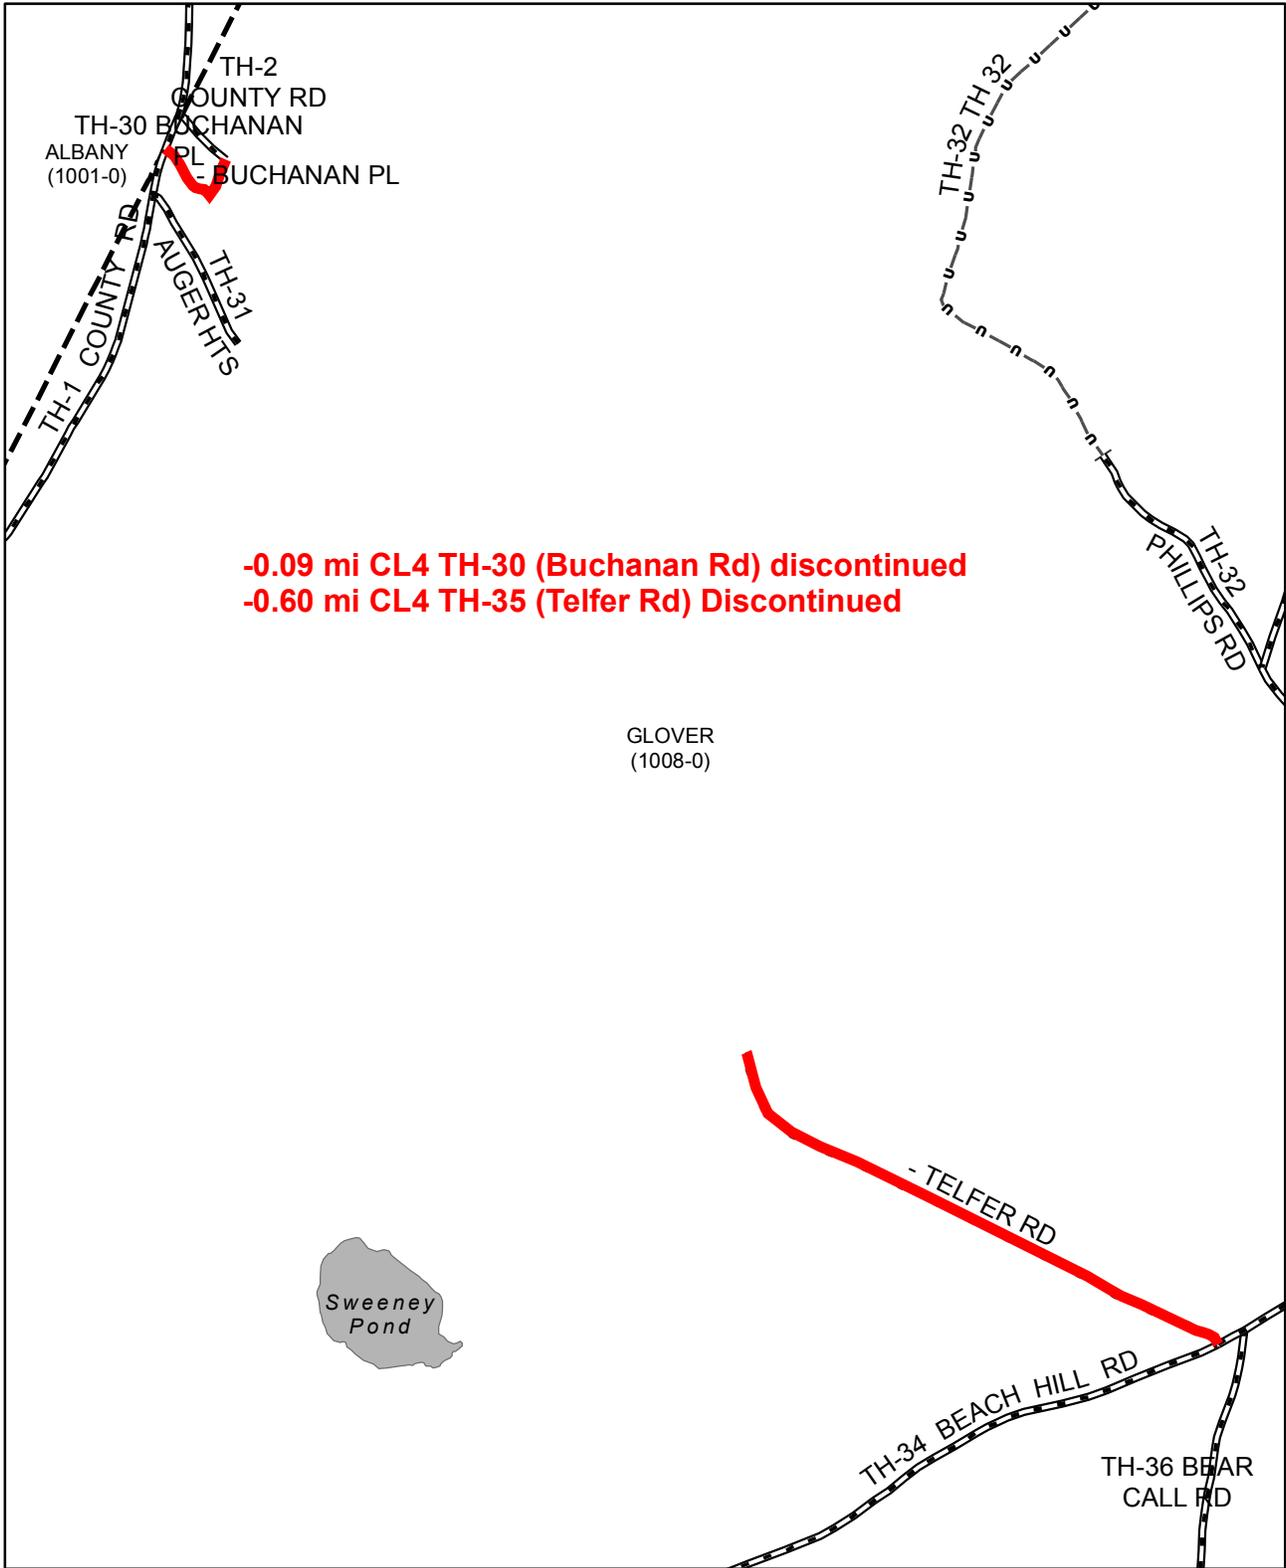 TH-2
COUNTY RD
TH-30 BUCHANAN
PL
ALBANY
(1001-0)
- BUCHANAN PL
TH-1 COUNTY RD
TH-31
AUGER HTS
TH-32 TH 32
-0.09 mi CL4 TH-30 (Buchanan Rd) discontinued
-0.60 mi CL4 TH-35 (Telfer Rd) Discontinued
TH-32
PHILLIPS RD
GLOVER
(1008-0)
- TELFER RD
Sweeney
Pond
TH-34 BEACH HILL RD
TH-36 BEAR
CALL RD